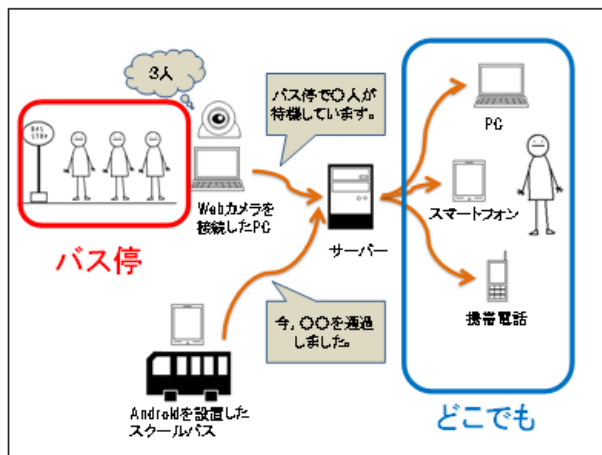 3人
BUS
STOP
バス停で〇人が
待機しています。
Webカメラを
接続したPC
バス停
サーバー
PC
スマートフォン
携帯電話
どこでも
今,〇〇を通過
しました。
Androidを設置した
スクールバス